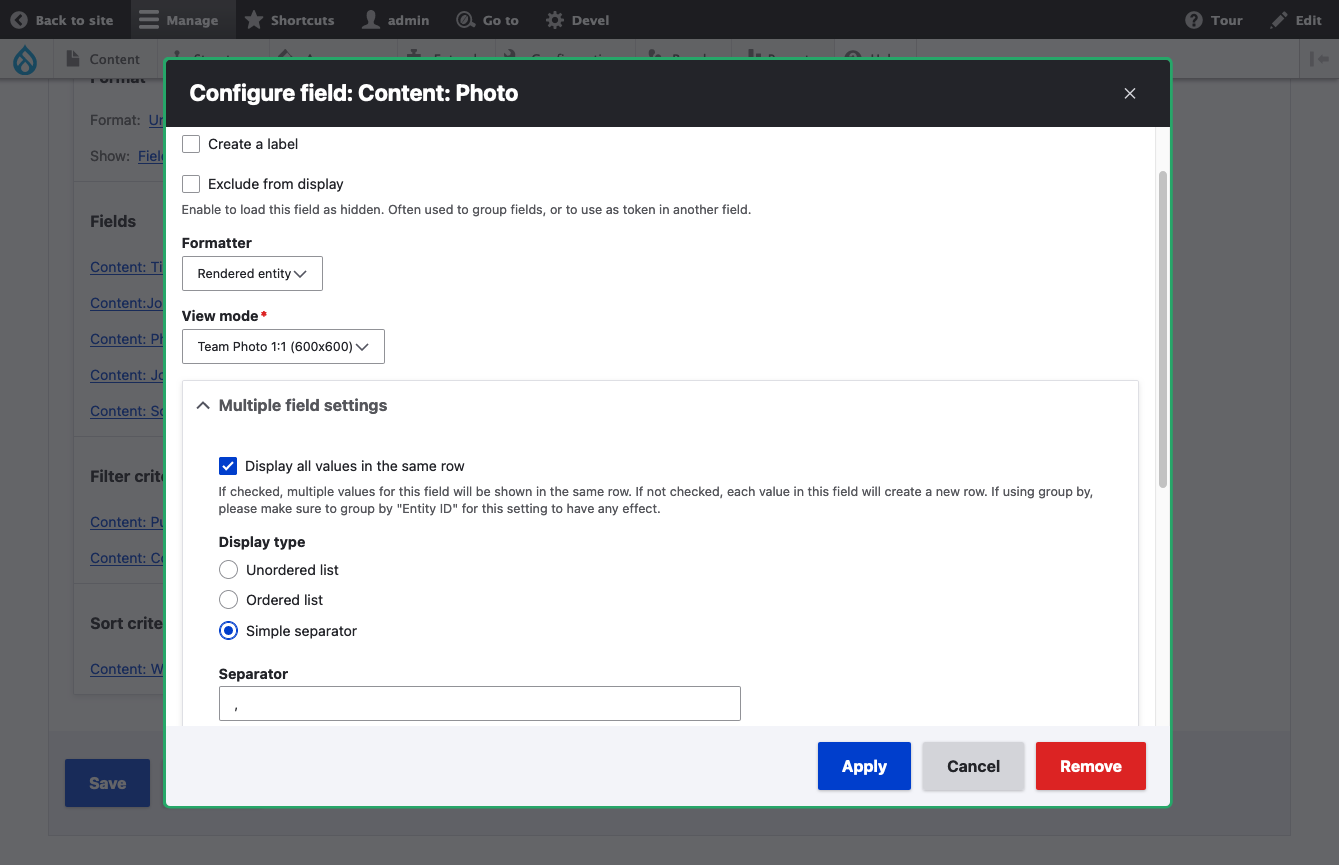 Back to site
Manage
Shortcuts
admin
Go to
Devel
Tour
Edit
Content
Format
Format:
Show:
Fields
Content: Ti
Content:Jo
Content: Ph
Content: Jo
Content: So
Filter crite
Content: Pu
Content: Co
Sort crite
Content: W
Save
Configure field: Content: Photo
Create a label
Exclude from display
Enable to load this field as hidden. Often used to group fields, or to use as token in another field.
Formatter
Rendered entity
View mode*
Team Photo 1:1 (600x600)
Multiple field settings
Display all values in the same row
If checked, multiple values for this field will be shown in the same row. If not checked, each value in this field will create a new row. If using group by,
please make sure to group by "Entity ID" for this setting to have any effect.
Display type
Unordered list
Ordered list
Simple separator
Separator
,
Apply
Cancel
Remove